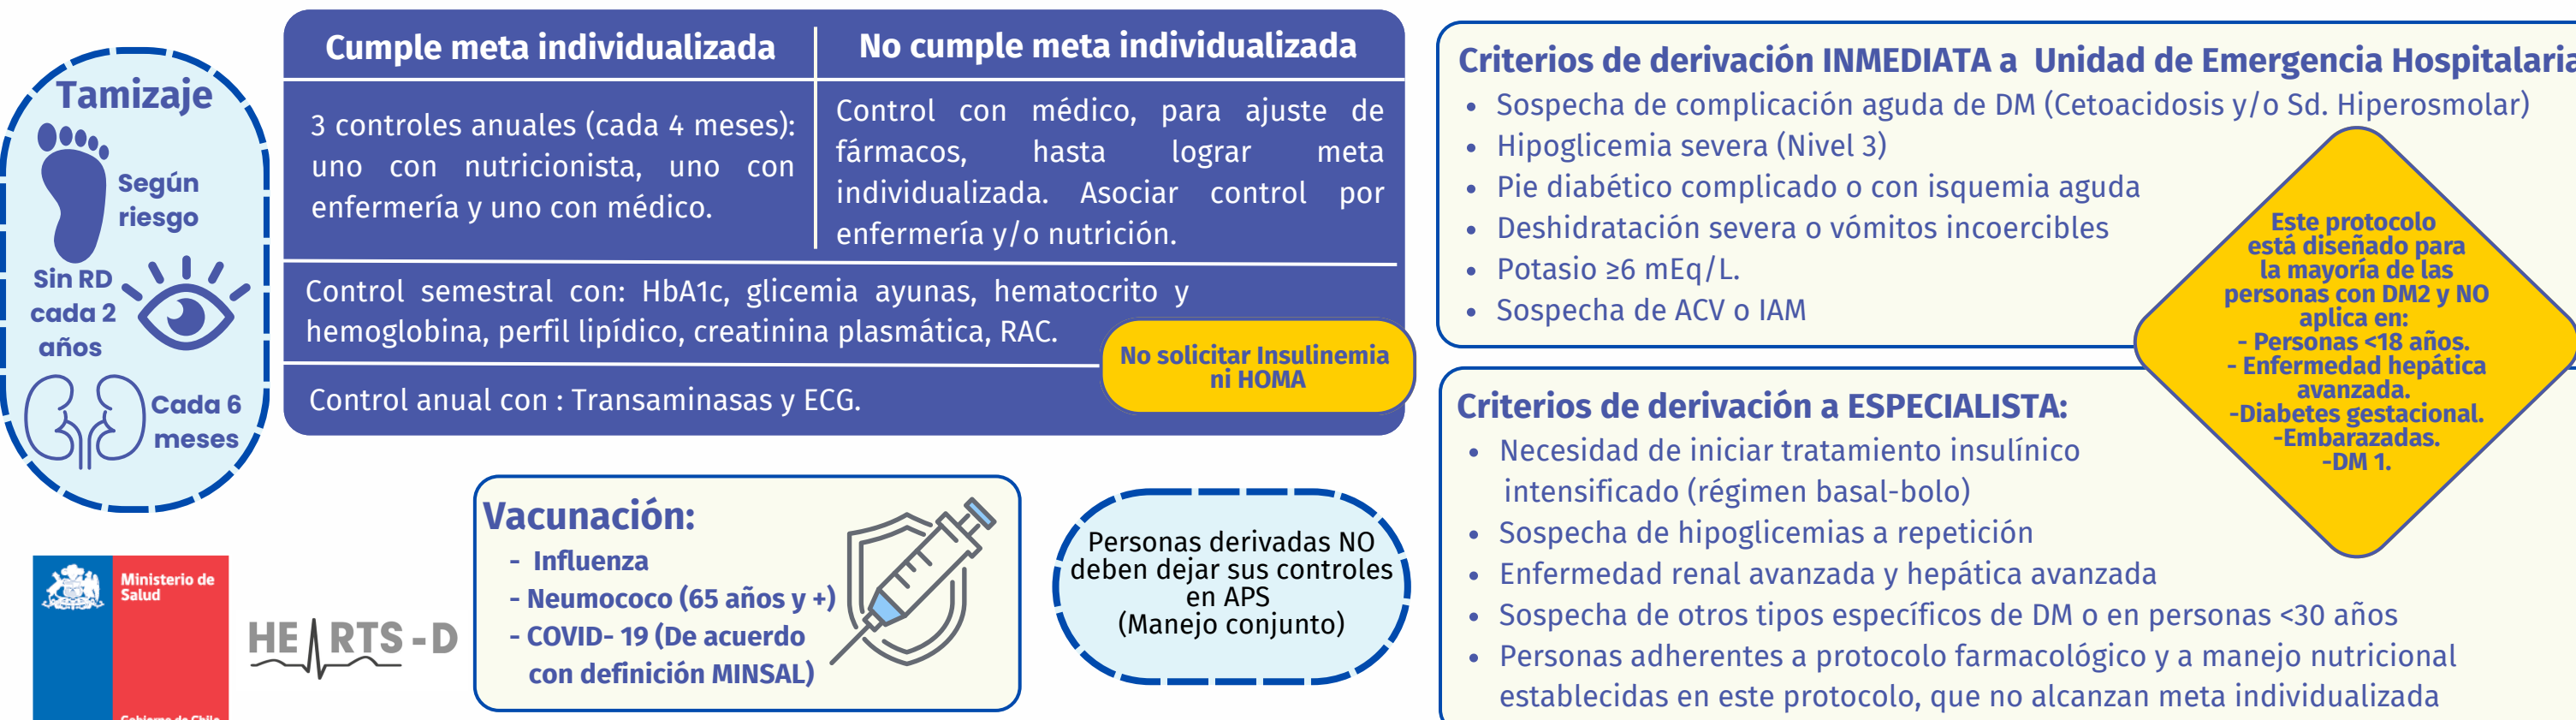 Tamizaje
Según
riesgo
Sin RD
cada 2
años
Cada 6
meses
Cumple meta individualizada
No cumple meta individualizada
3 controles anuales (cada 4 meses):
uno con nutricionista, uno con
enfermería y uno con médico.
Control con médico, para ajuste de
fármacos, hasta lograr meta
individualizada. Asociar control por
enfermería y/o nutrición.
Control semestral con: HbA1c, glicemia ayunas, hematocrito y
hemoglobina, perfil lipídico, creatinina plasmática, RAC.
No solicitar Insulinemia
ni HOMA
Control anual con : Transaminasas y ECG.
Vacunación:
- Influenza
- Neumococo (65 años y +)
- COVID- 19 (De acuerdo
con definición MINSAL)
Personas derivadas NO
deben dejar sus controles
en APS
(Manejo conjunto)
Ministerio de
Salud
Gobierno de Chile
HEARTS-D
Criterios de derivación INMEDIATA a Unidad de Emergencia Hospitalaria
• Sospecha de complicación aguda de DM (Cetoacidosis y/o Sd. Hiperosmolar)
• Hipoglicemia severa (Nivel 3)
• Pie diabético complicado o con isquemia aguda
• Deshidratación severa o vómitos incoercibles
• Potasio ≥6 mEq/L.
• Sospecha de ACV o IAM
Este protocolo
está diseñado para
la mayoría de las
personas con DM2 y NO
aplica en:
- Personas <18 años.
- Enfermedad hepática
avanzada.
-Diabetes gestacional.
-Embarazadas.
-DM 1.
Criterios de derivación a ESPECIALISTA:
• Necesidad de iniciar tratamiento insulínico
intensificado (régimen basal-bolo)
• Sospecha de hipoglicemias a repetición
• Enfermedad renal avanzada y hepática avanzada
• Sospecha de otros tipos específicos de DM o en personas <30 años
• Personas adherentes a protocolo farmacológico y a manejo nutricional
establecidas en este protocolo, que no alcanzan meta individualizada